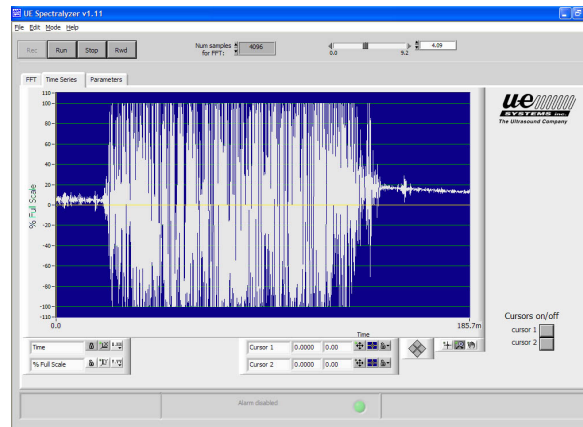 UE Spectralyzer v1.11
File Edit Mode Help
Rec Run Stop Rwd
Num samples
for FFT:
4096
0.0 9.2
4.09
FFT Time Series Parameters
ue
SYSTEMS inc.
The Ultrasound Company
% Full Scale
110
100
80
60
40
20
0
-20
-40
-60
-80
-100
-110
0.0 185.7m
Time
Cursors on/off
cursor 1
cursor 2
Time
% Full Scale
Cursor 1 0.0000 0.00
Cursor 2 0.0000 0.00
Alarm disabled